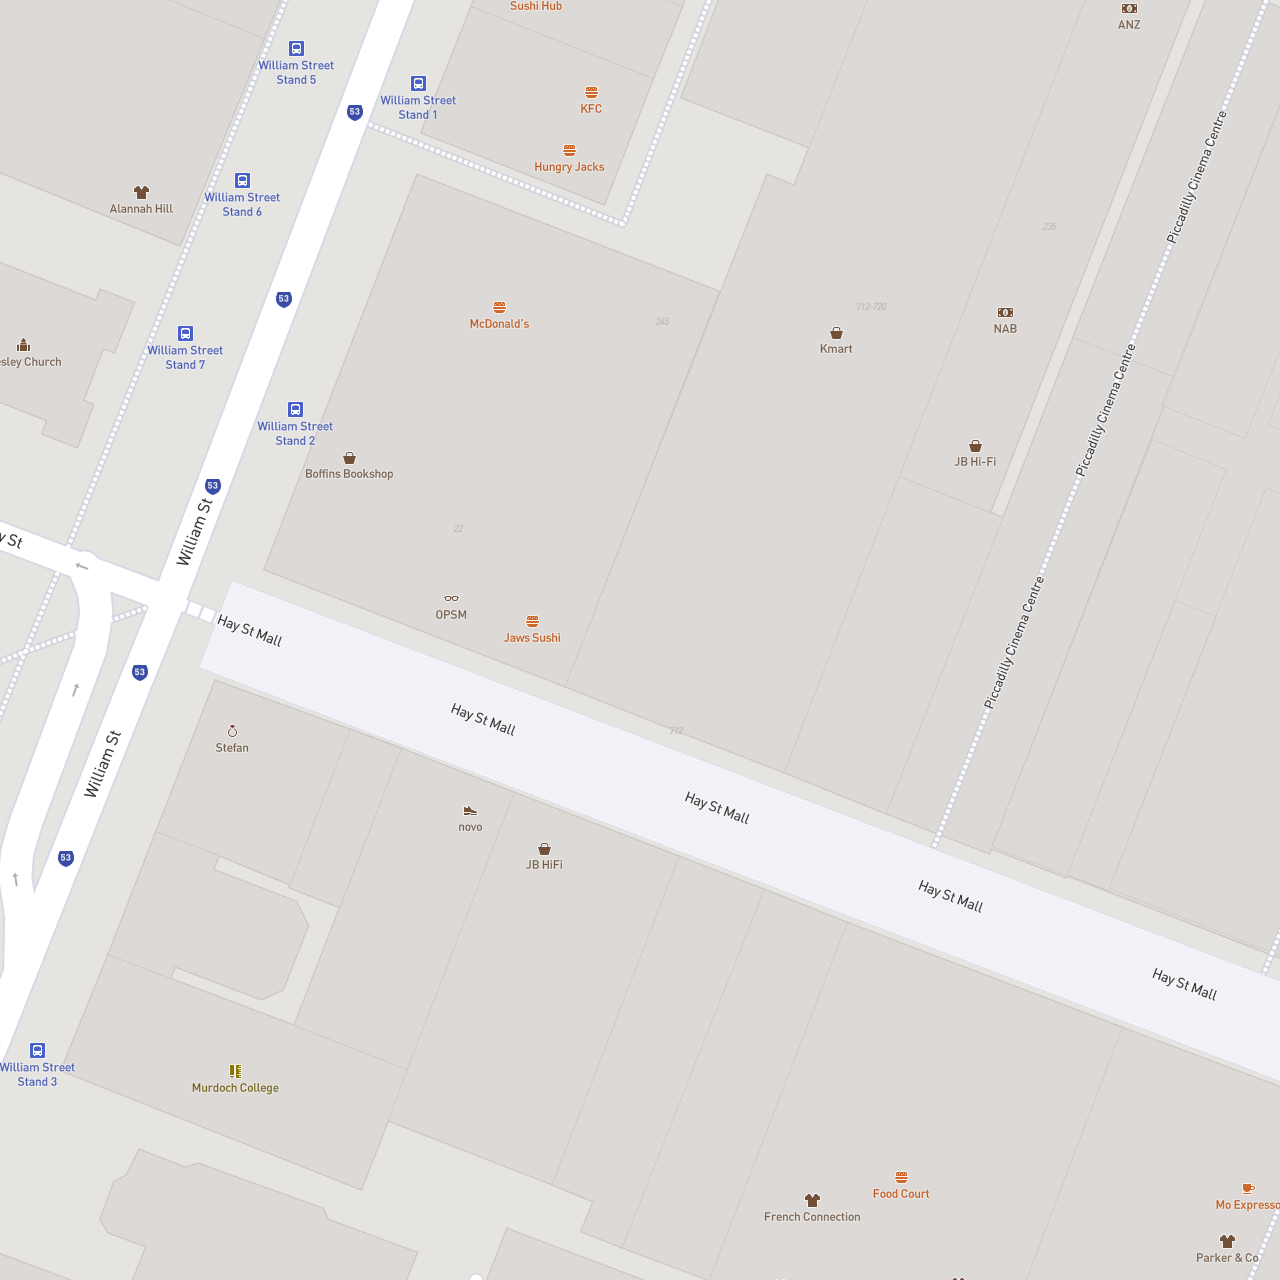 Sushi Hub
ANZ
William Street
Stand 5
William Street
Stand 1
KFC
53
Hungry Jacks
Piccadilly Cinema Centre
Alannah Hill
William Street
Stand 6
235
53
712-720
McDonald's
245
NAB
Kmart
William Street
Stand 7
esley Church
William Street
Stand 2
Piccadilly Cinema Centre
JB Hi-Fi
Boffins Bookshop
53
William St
22
y St
OPSM
Hay St Mall
Jaws Sushi
Piccadilly Cinema Centre
53
Hay St Mall
712
Stefan
William St
Hay St Mall
novo
53
JB HiFi
Hay St Mall
Hay St Mall
William Street
Stand 3
Murdoch College
Food Court
Mo Expresso
French Connection
Parker & Co